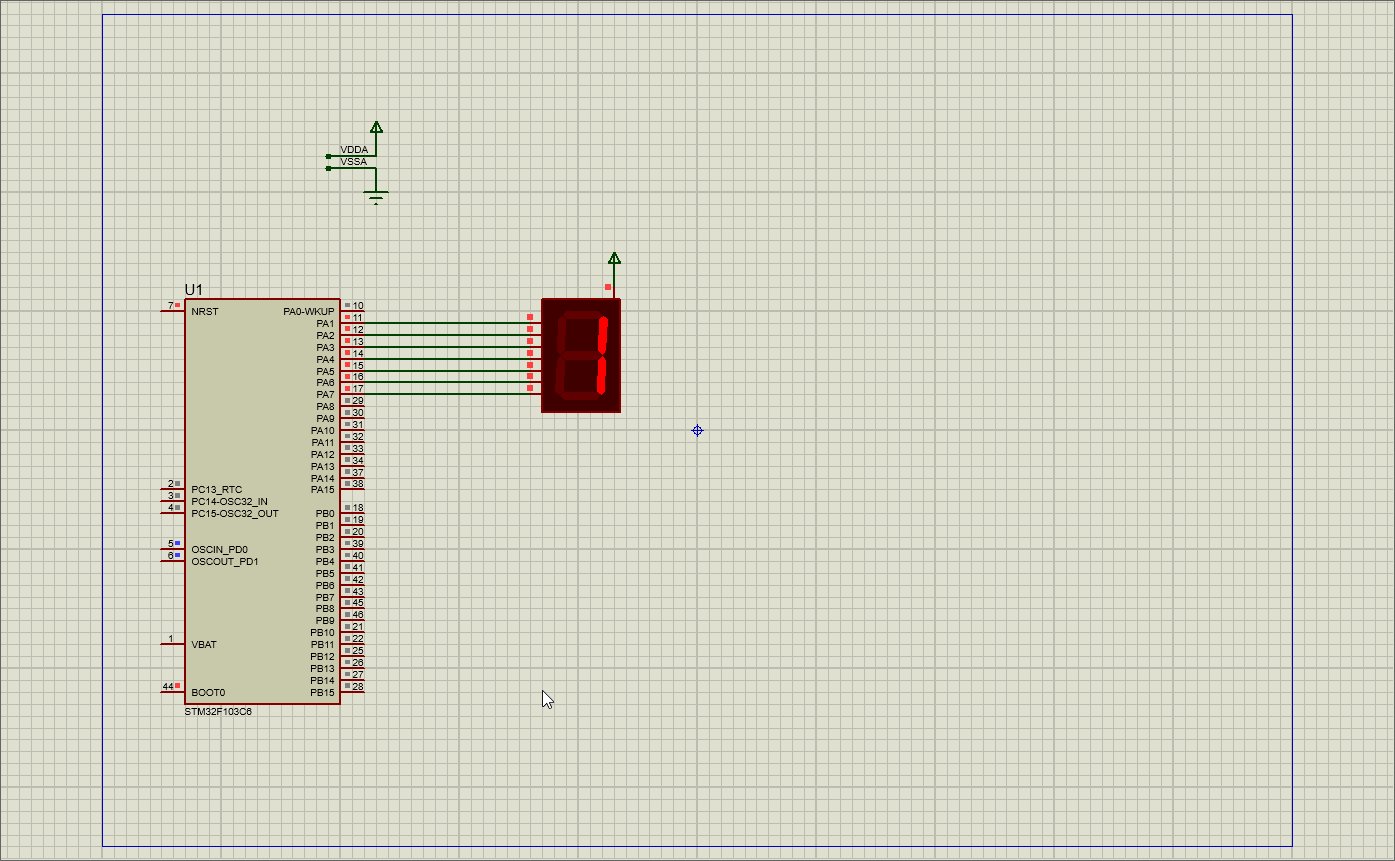 VDDA
VSSA
U1
7 NRST PA0-WKUP 10
PA1 11
PA2 12
PA3 13
PA4 14
PA5 15
PA6 16
PA7 17
PA8 29
PA9 30
PA10 31
PA11 32
PA12 33
PA13 34
PA14 37
2 PC13_RTC PA15 38
3 PC14-OSC32_IN
4 PC15-OSC32_OUT PB0 18
PB1 19
PB2 20
5 OSCIN_PD0 PB3 39
6 OSCOUT_PD1 PB4 40
PB5 41
PB6 42
PB7 43
PB8 45
PB9 46
PB10 21
1 VBAT PB11 22
PB12 25
PB13 26
PB14 27
44 BOOT0 PB15 28
STM32F103C6
1